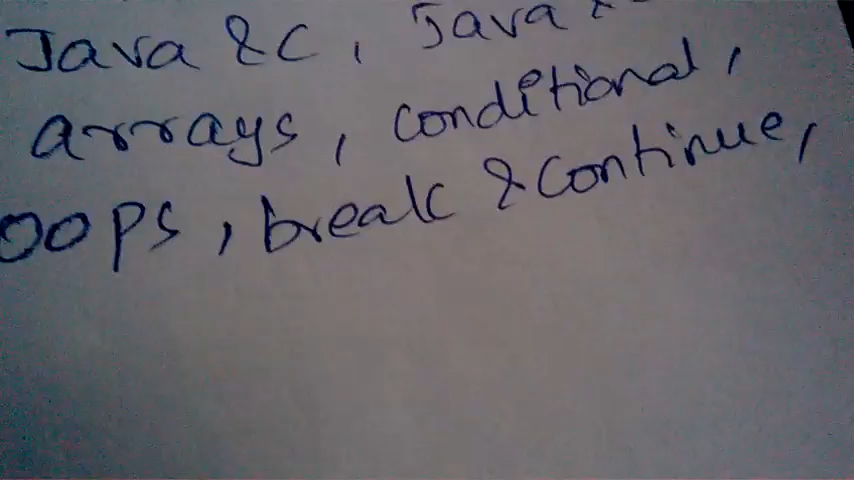 Java & C, Java
arrays, conditional,
OOPS, break & continue,